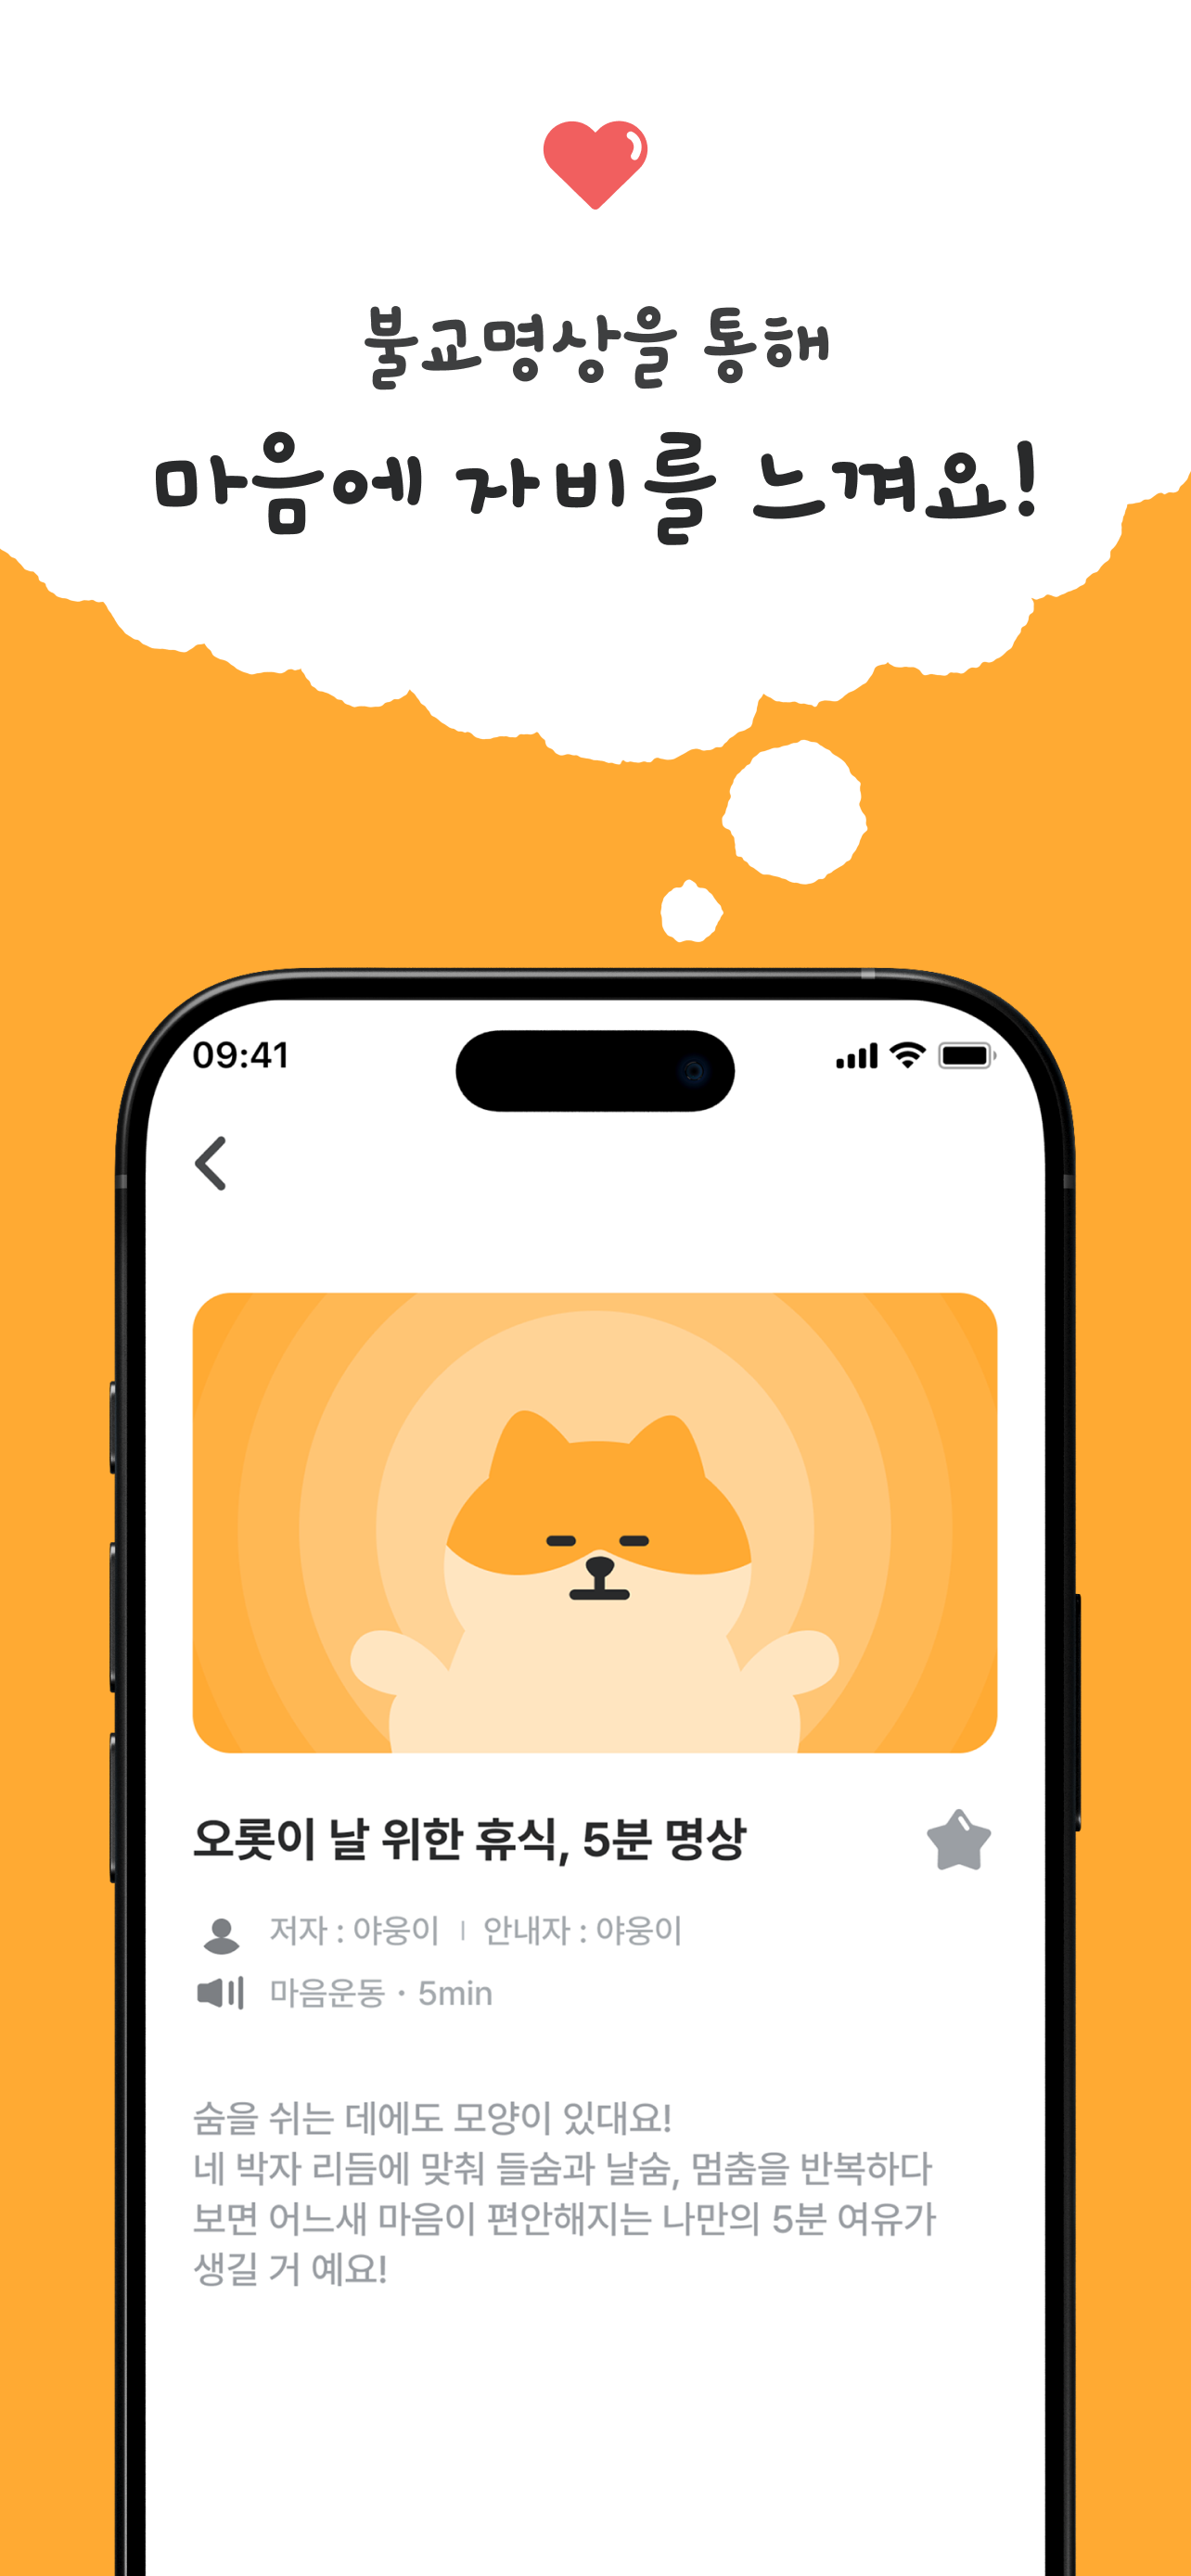 불교명상을 통해
마음에 자비를 느껴요!
09:41
오롯이 날 위한 휴식, 5분 명상
저자 : 야웅이 | 안내자 : 야웅이
마음운동 · 5min
숨을 쉬는 데에도 모양이 있대요!
네 박자 리듬에 맞춰 들숨과 날숨, 멈춤을 반복하다
보면 어느새 마음이 편안해지는 나만의 5분 여유가
생길 거 예요!